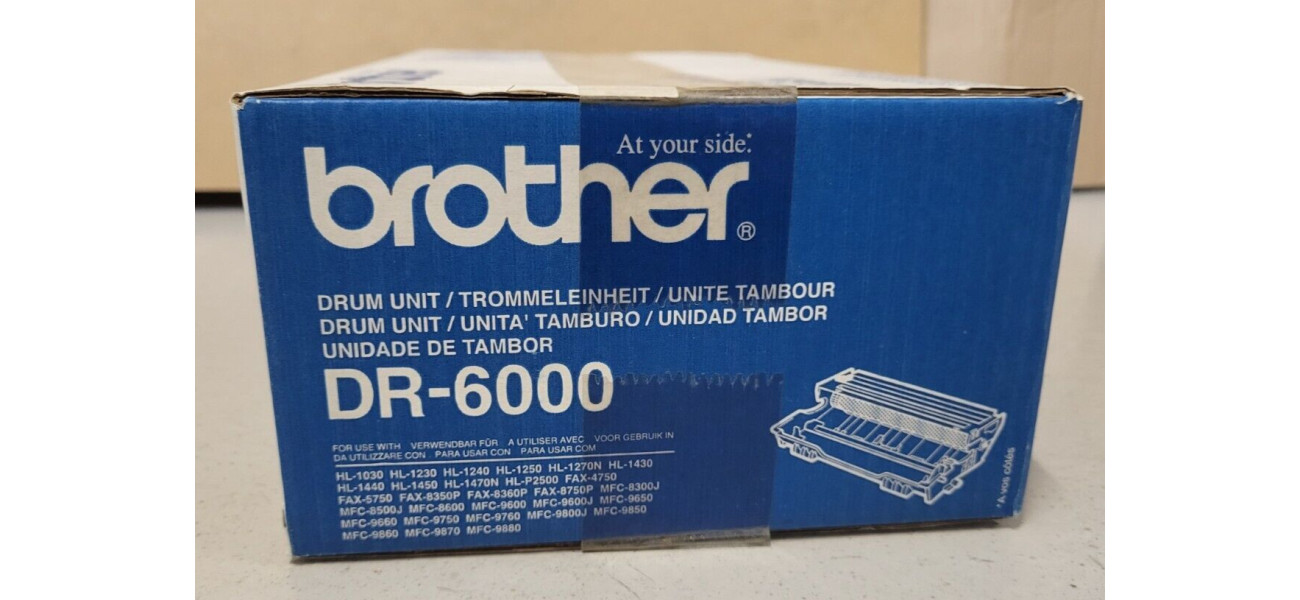 At your side.*
brother®
DRUM UNIT / TROMMELEINHEIT / UNITE TAMBOUR
DRUM UNIT / UNITA' TAMBURO / UNIDAD TAMBOR
UNIDADE DE TAMBOR
DR-6000
FOR USE WITH VERWENDBAR FÜR A UTILISER AVEC VOOR GEBRUIK IN
DA UTILIZZARE CON PARA USAR CON PARA USAR COM
HL-1030 HL-1230 HL-1240 HL-1250 HL-1270N HL-1430
HL-1440 HL-1450 HL-1470N HL-P2500 FAX-4750
FAX-5750 FAX-8350P FAX-8360P FAX-8750P MFC-8300J
MFC-8500J MFC-8600 MFC-9600 MFC-9600J MFC-9650
MFC-9660 MFC-9750 MFC-9760 MFC-9800J MFC-9850
MFC-9860 MFC-9870 MFC-9880
*A vos côtés